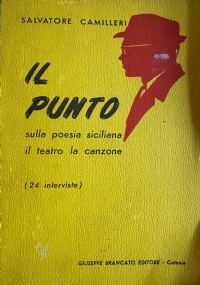 SALVATORE CAMILLERI
IL
PUNTO
sulla poesia siciliana
il teatro la canzone
(24 interviste)
GIUSEPPE BRANCATO EDITORE - Catania